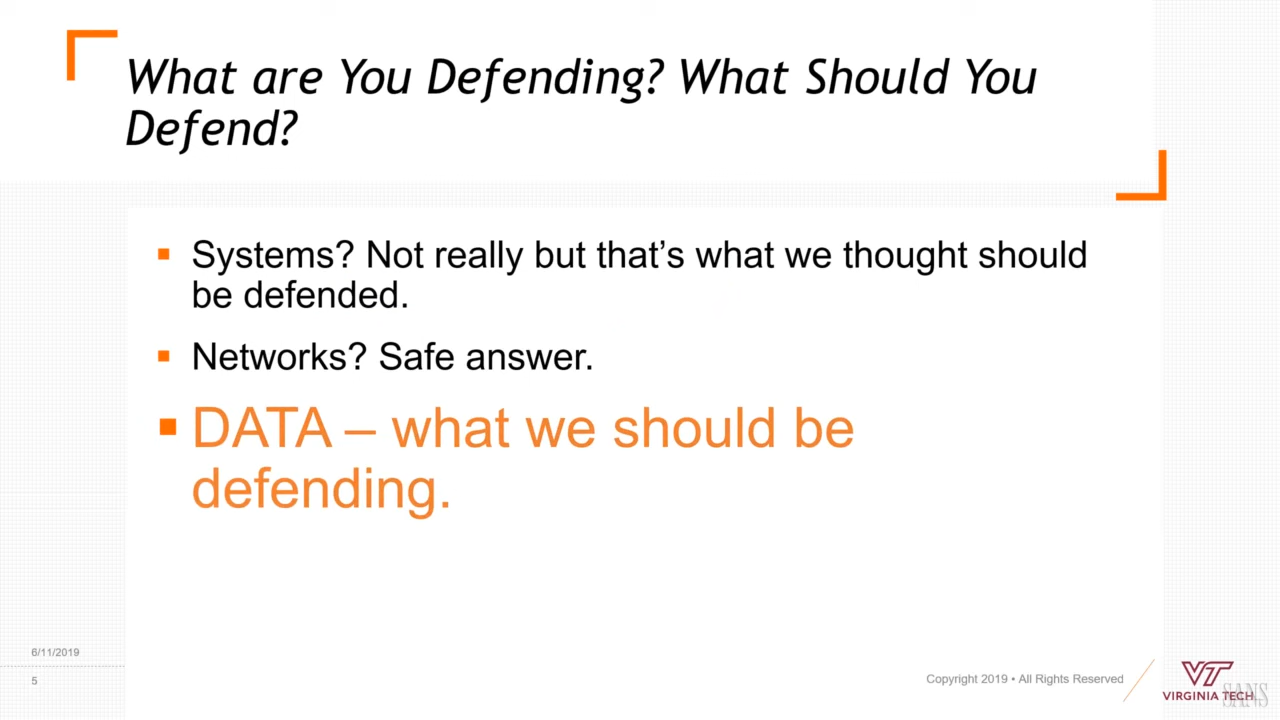 What are You Defending? What Should You
Defend?
Systems? Not really but that's what we thought should
be defended.
Networks? Safe answer.
DATA – what we should be
defending.
6/11/2019
5
Copyright 2019 • All Rights Reserved
VT
VIRGINIA TECH
SANS